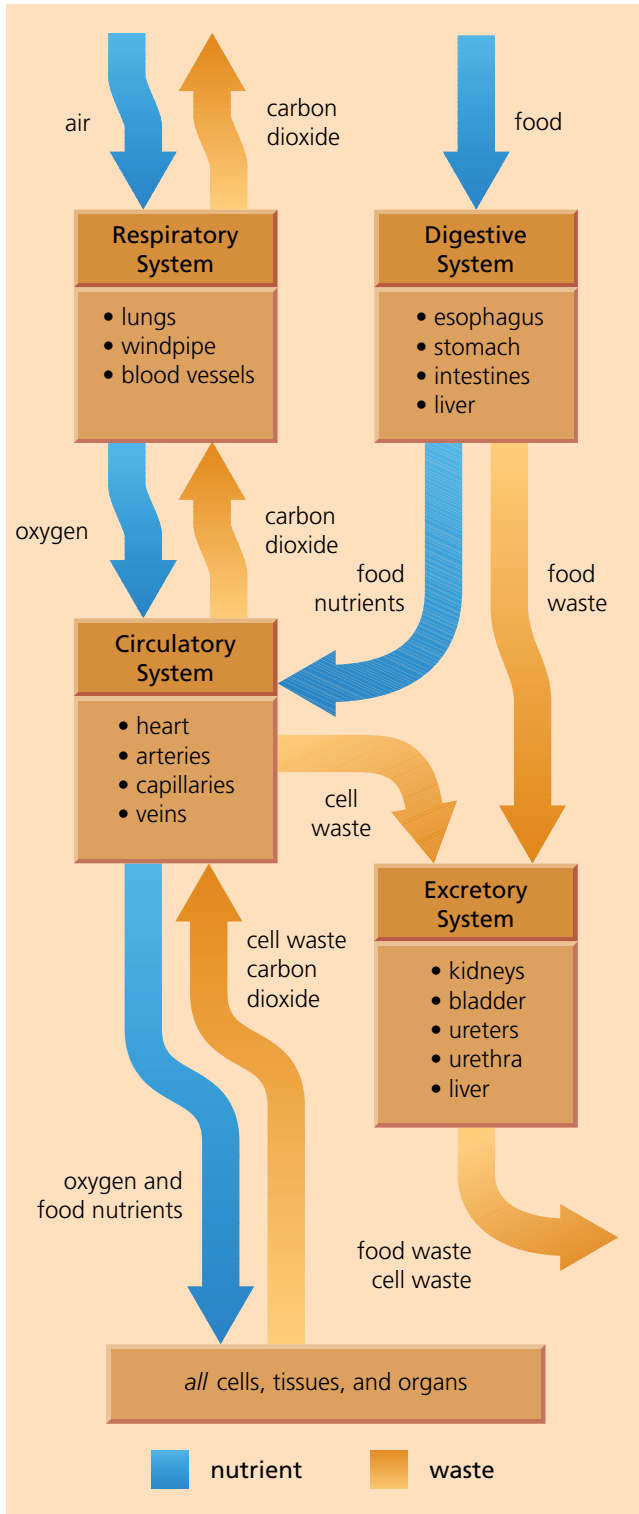 air
carbon
dioxide
food
Respiratory
System
• lungs
• windpipe
• blood vessels
Digestive
System
• esophagus
• stomach
• intestines
• liver
oxygen
carbon
dioxide
food
nutrients
food
waste
Circulatory
System
• heart
• arteries
• capillaries
• veins
cell
waste
Excretory
System
• kidneys
• bladder
• ureters
• urethra
• liver
cell waste
carbon
dioxide
oxygen and
food nutrients
food waste
cell waste
all cells, tissues, and organs
nutrient
waste